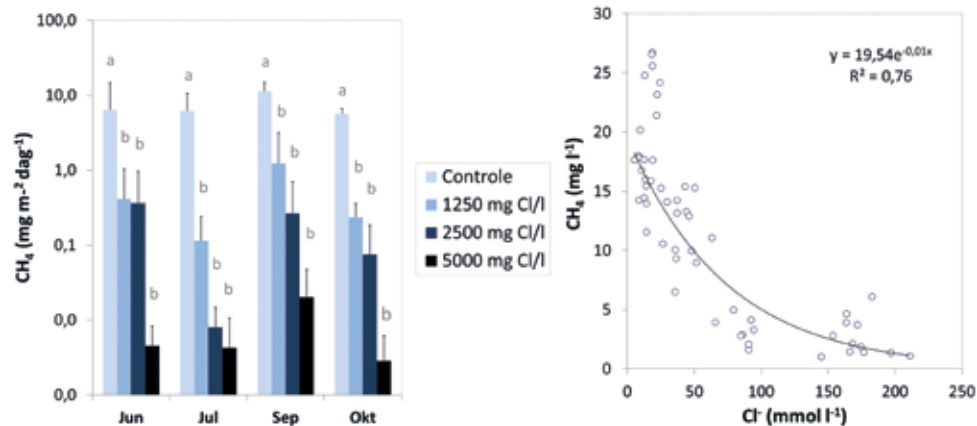 100,0
10,0
1,0
0,1
0,0
0,0
CH₄ (mg m⁻² dag⁻¹)
a
b b
b
a
b
b b
a
b
b
b
a
b
b
b
Jun Jul Sep Okt
Controle
1250 mg Cl/l
2500 mg Cl/l
5000 mg Cl/l
30
25
20
15
10
5
0
CH₄ (mg l⁻¹)
y = 19,54e⁻⁰,⁰¹ˣ
R² = 0,76
0 50 100 150 200 250
Cl⁻ (mmol l⁻¹)